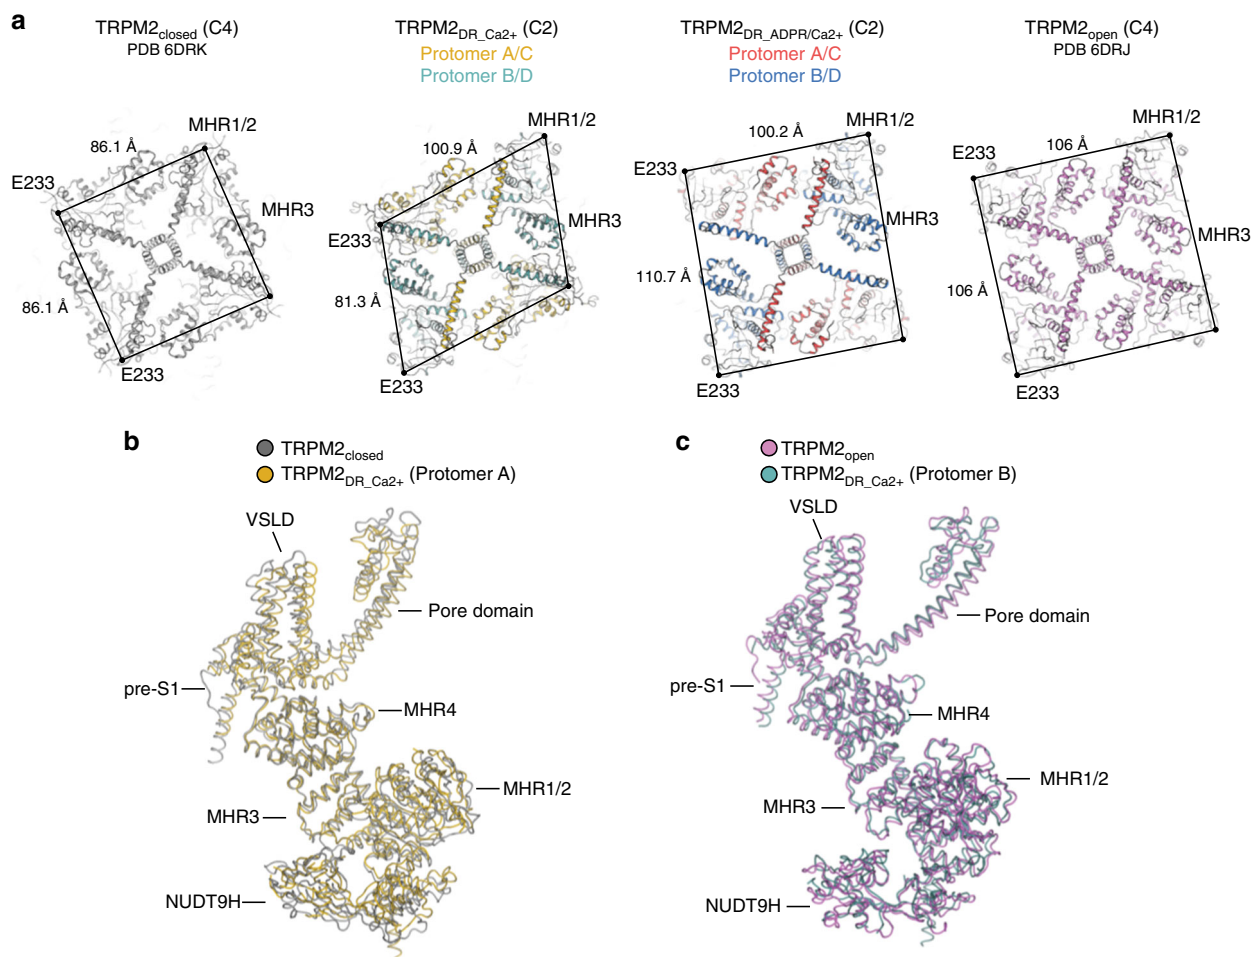 a
TRPM2closed (C4)
PDB 6DRK
TRPM2DR_Ca2+ (C2)
Protomer A/C
Protomer B/D
TRPM2DR_ADPR/Ca2+ (C2)
Protomer A/C
Protomer B/D
TRPM2open (C4)
PDB 6DRJ
MHR1/2
86.1 Å
E233
MHR3
86.1 Å
E233
MHR1/2
100.9 Å
MHR3
E233
81.3 Å
E233
MHR1/2
100.2 Å
E233
MHR3
110.7 Å
E233
MHR1/2
106 Å
E233
MHR3
106 Å
E233
b
TRPM2closed
TRPM2DR_Ca2+ (Protomer A)
VSLD
Pore domain
pre-S1
MHR4
MHR1/2
MHR3
NUDT9H
c
TRPM2open
TRPM2DR_Ca2+ (Protomer B)
VSLD
Pore domain
pre-S1
MHR4
MHR1/2
MHR3
NUDT9H